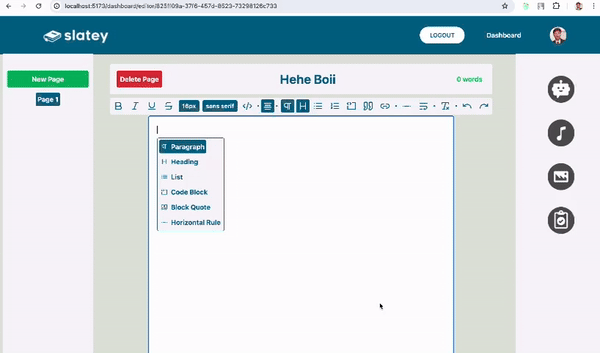 localhost:5173/dashboard/editor/8251109a-37f6-457d-8523-73298126c733
slatey
LOGOUT
Dashboard
New Page
Page 1
Delete Page
Hehe Boii
0 words
B I U S 16px sans serif
Paragraph
Heading
List
Code Block
Block Quote
Horizontal Rule